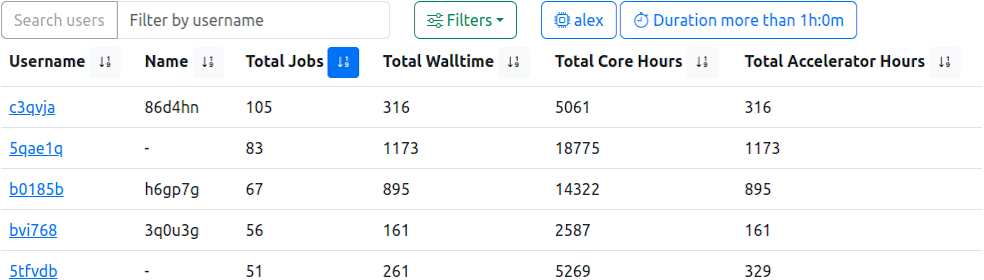 Search users Filter by username Filters alex Duration more than 1h:0m
Username Name Total Jobs Total Walltime Total Core Hours Total Accelerator Hours
c3qvja 86d4hn 105 316 5061 316
5qae1q - 83 1173 18775 1173
b0185b h6gp7g 67 895 14322 895
bvi768 3q0u3g 56 161 2587 161
5tfvdb - 51 261 5269 329